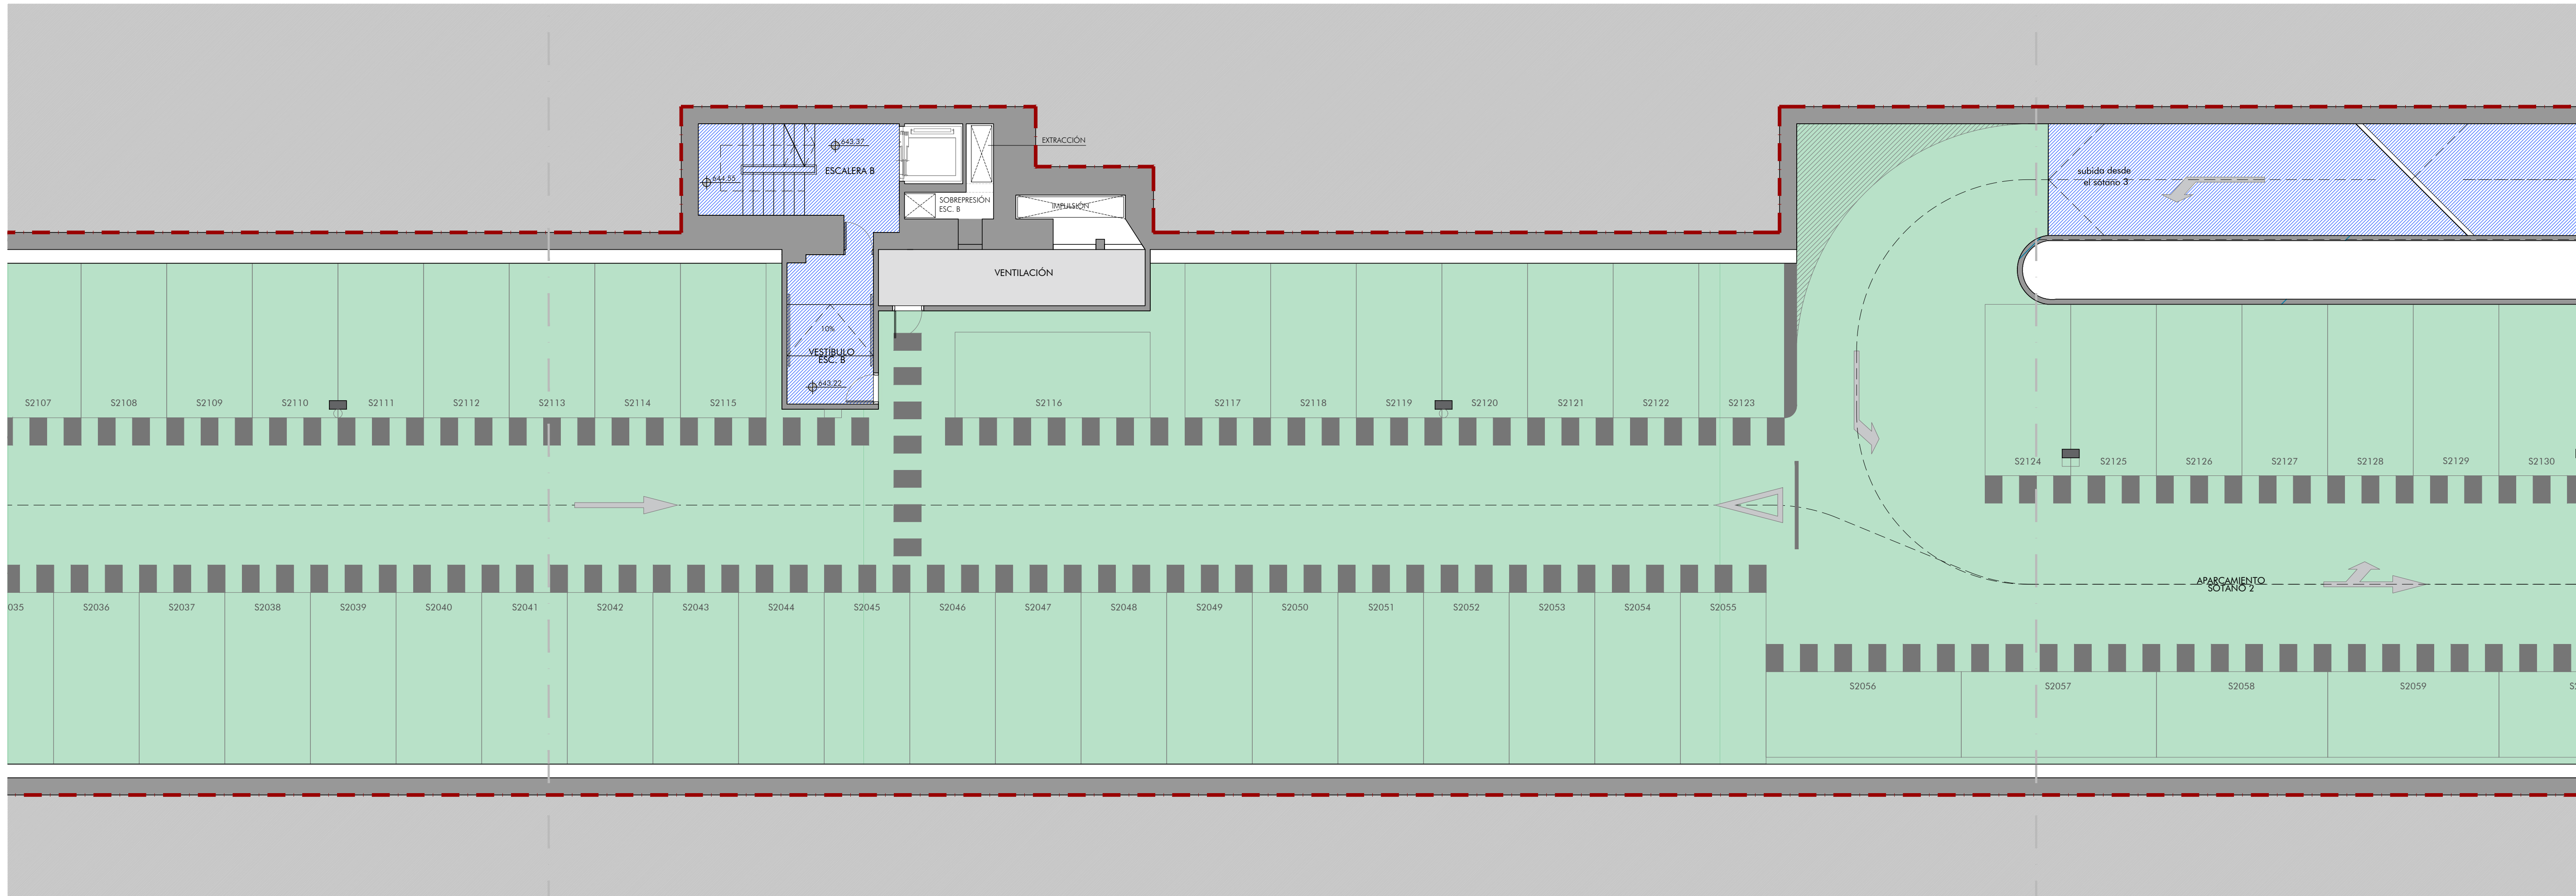 643.37
EXTRACCIÓN
ESCALERA B
644.55
SOBREPRESIÓN
ESC. B
IMPULSIÓN
subida desde
el sótano 3
VENTILACIÓN
10%
VESTÍBULO
ESC. B
643.22
S2107
S2108
S2109
S2110
S2111
S2112
S2113
S2114
S2115
S2116
S2117
S2118
S2119
S2120
S2121
S2122
S2123
S2124
S2125
S2126
S2127
S2128
S2129
S2130
APARCAMIENTO
SÓTANO 2
035
S2036
S2037
S2038
S2039
S2040
S2041
S2042
S2043
S2044
S2045
S2046
S2047
S2048
S2049
S2050
S2051
S2052
S2053
S2054
S2055
S2056
S2057
S2058
S2059